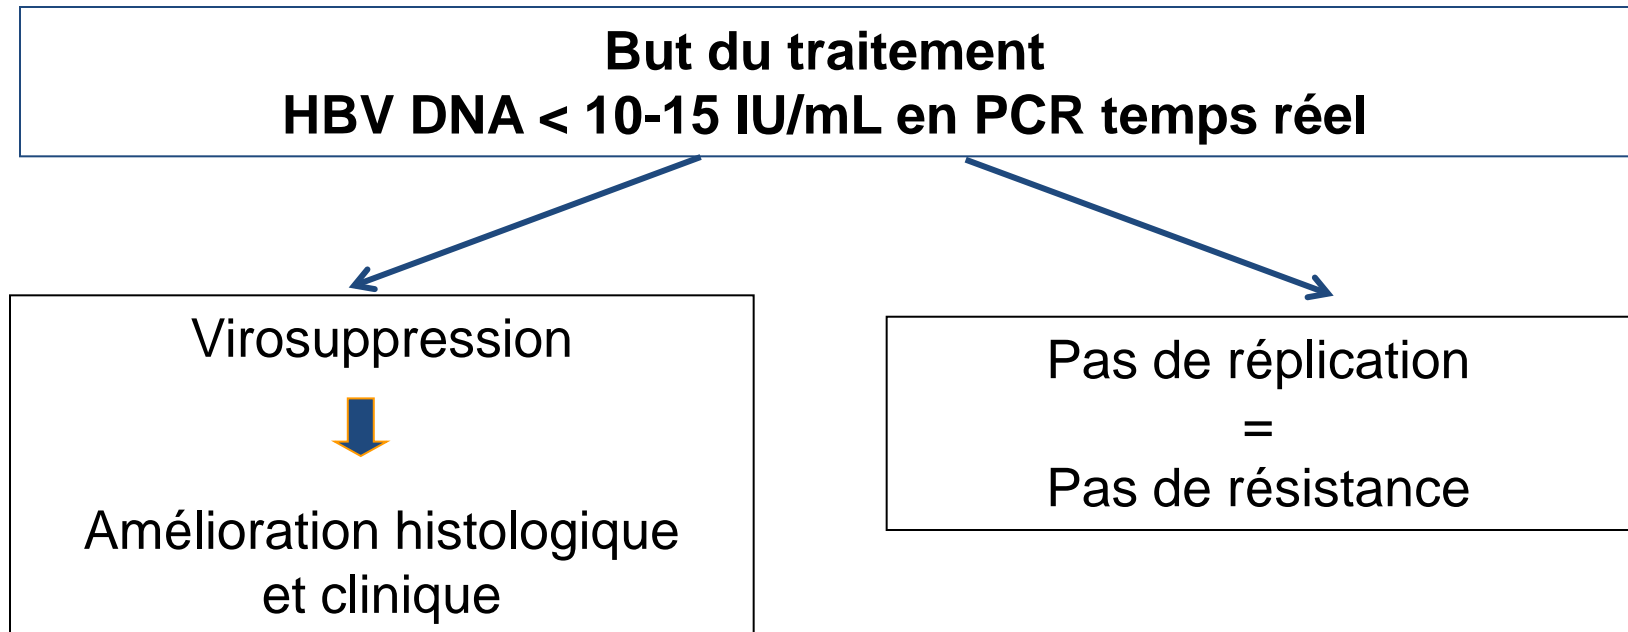 But du traitement
HBV DNA < 10-15 IU/mL en PCR temps réel
Virosuppression
Amélioration histologique
et clinique
Pas de réplication
=
Pas de résistance